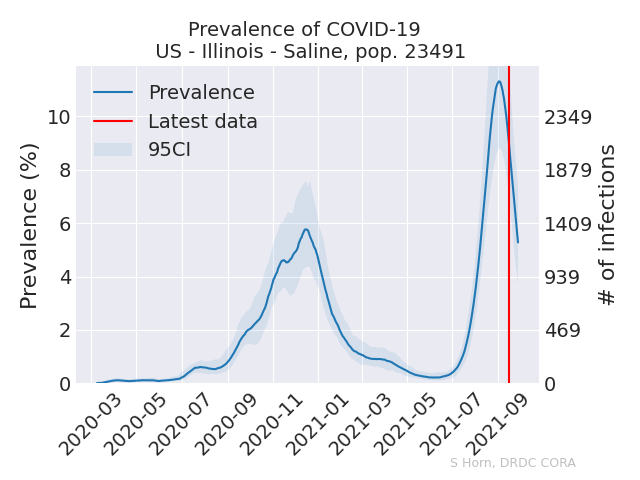 Prevalence of COVID-19
US - Illinois - Saline, pop. 23491
Prevalence
Latest data
95CI
Prevalence (%)
10
8
6
4
2
0
2349
1879
1409
939
469
0
# of infections
2020-03
2020-05
2020-07
2020-09
2020-11
2021-01
2021-03
2021-05
2021-07
2021-09
S Horn, DRDC CORA